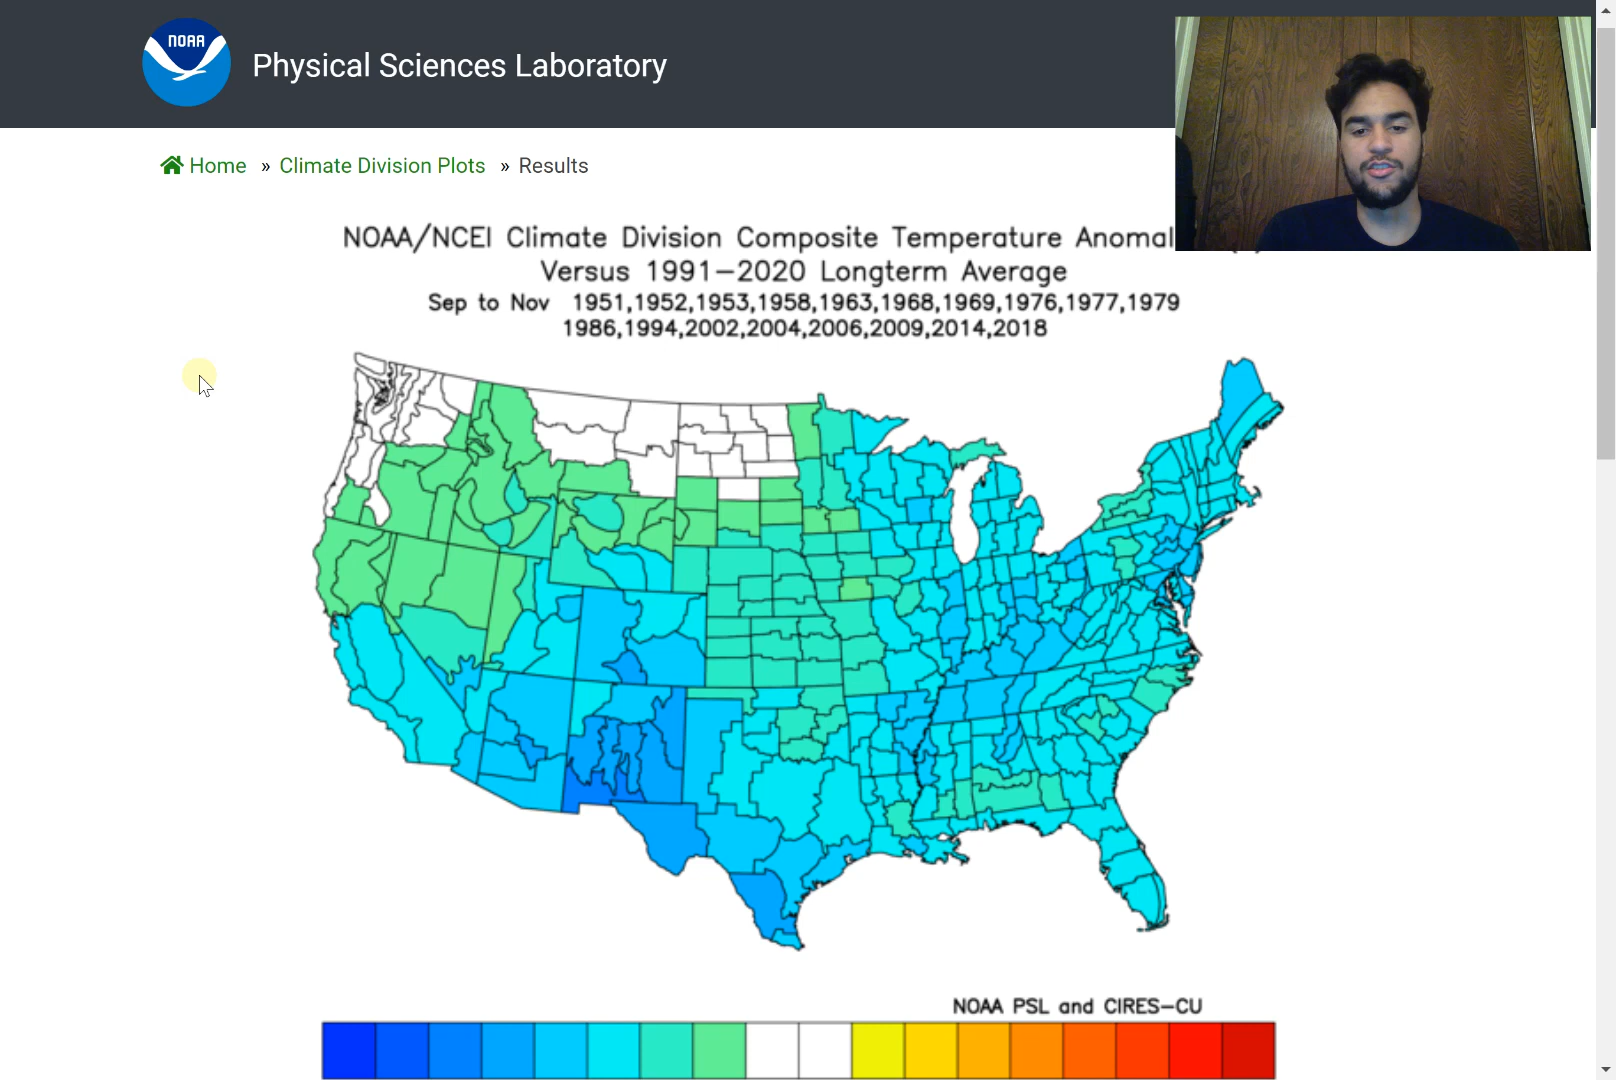 NOAA
Physical Sciences Laboratory
Home » Climate Division Plots » Results
NOAA/NCEI Climate Division Composite Temperature Anomal
Versus 1991-2020 Longterm Average
Sep to Nov 1951,1952,1953,1958,1963,1968,1969,1976,1977,1979
1986,1994,2002,2004,2006,2009,2014,2018
NOAA PSL and CIRES-CU